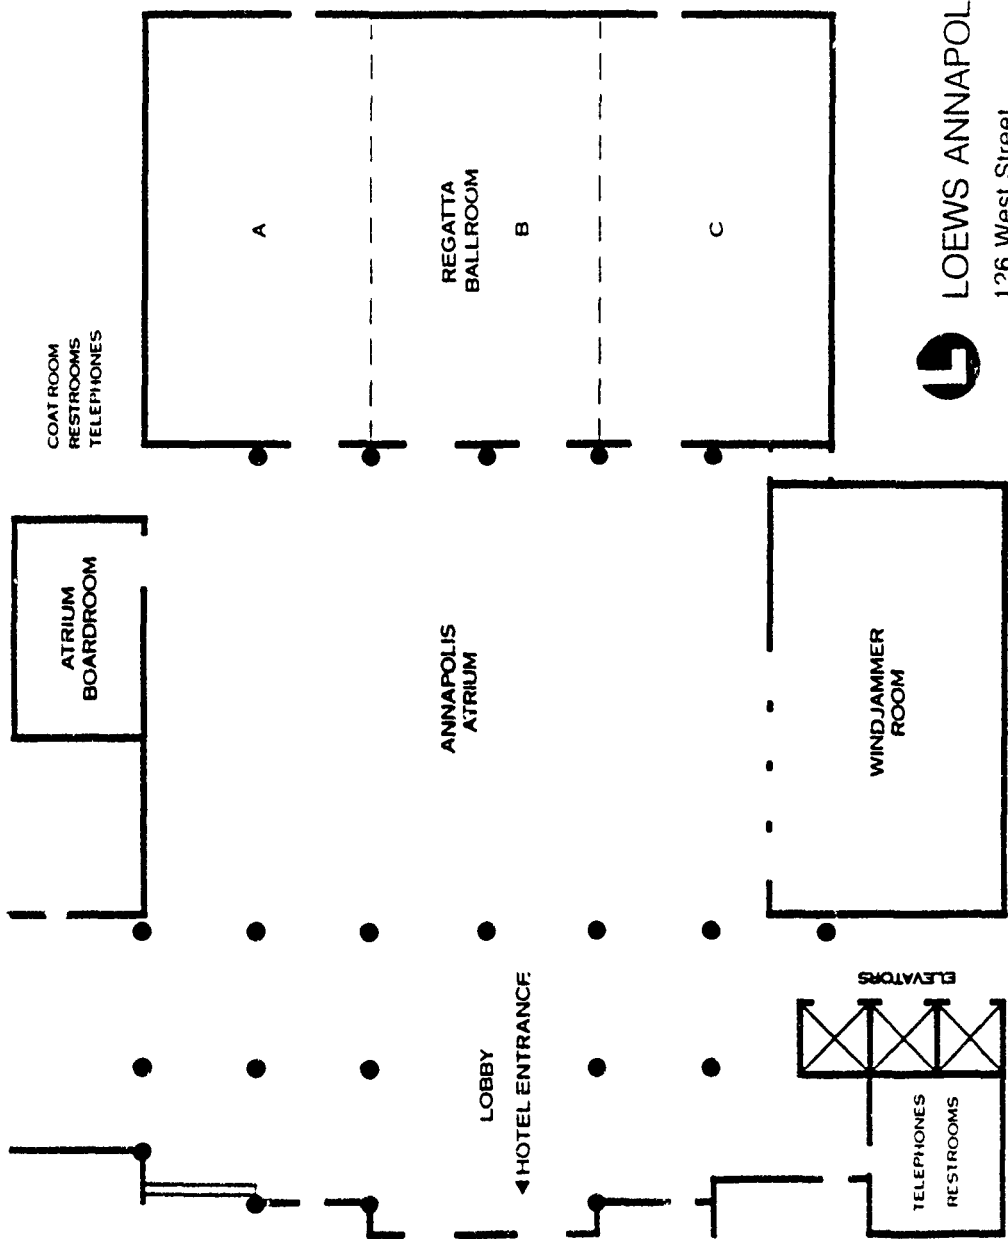 COAT ROOM
RESTROOMS
TELEPHONES
ATRIUM
BOARDROOM
A
REGATTA
BALLROOM
B
C
ANNAPOLIS
ATRIUM
LOBBY
◀HOTEL ENTRANCE
WINDJAMMER
ROOM
ELEVATORS
TELEPHONES
RESTROOMS
L LOEWS ANNAPOL
126 West Street